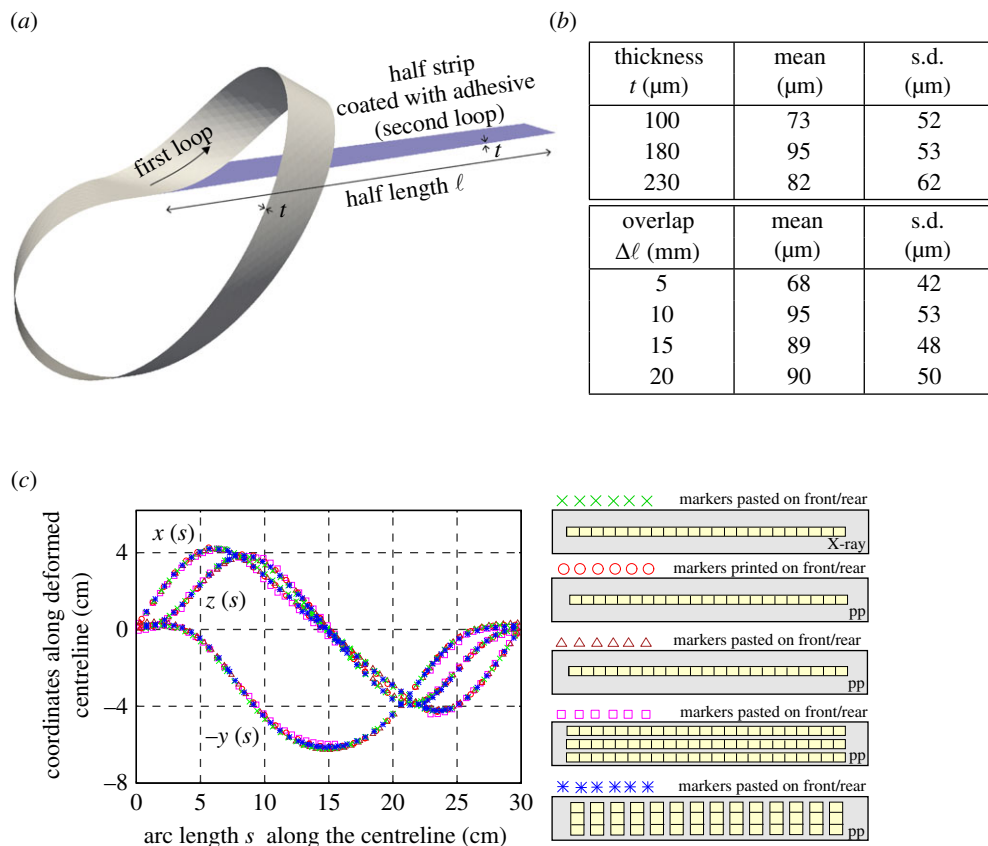 (a)
half strip
coated with adhesive
(second loop)
first loop
t
half length ℓ
t
(b)
thickness mean s.d.
t (μm) (μm) (μm)
100 73 52
180 95 53
230 82 62
overlap mean s.d.
Δℓ (mm) (μm) (μm)
5 68 42
10 95 53
15 89 48
20 90 50
(c)
coordinates along deformed
centreline (cm)
x (s)
4
z (s)
0
−4
−y (s)
−8
0 5 10 15 20 25 30
arc length s along the centreline (cm)
markers pasted on front/rear
X-ray
markers printed on front/rear
pp
markers pasted on front/rear
pp
markers pasted on front/rear
pp
markers pasted on front/rear
pp